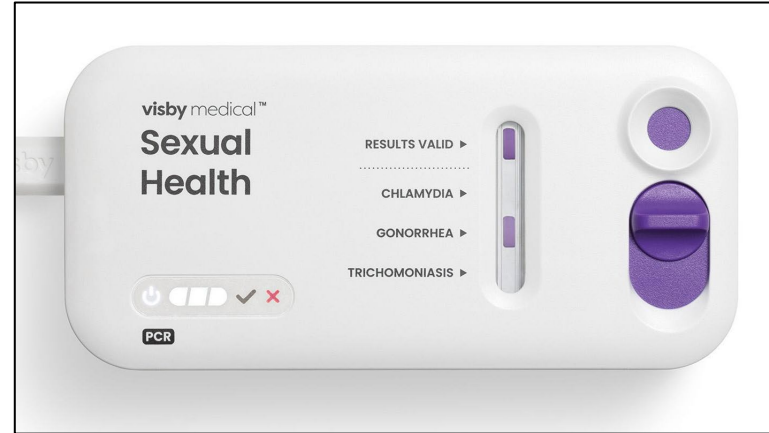 visby medical™
Sexual
Health
RESULTS VALID ▶
CHLAMYDIA ▶
GONORRHEA ▶
TRICHOMONIASIS ▶
PCR